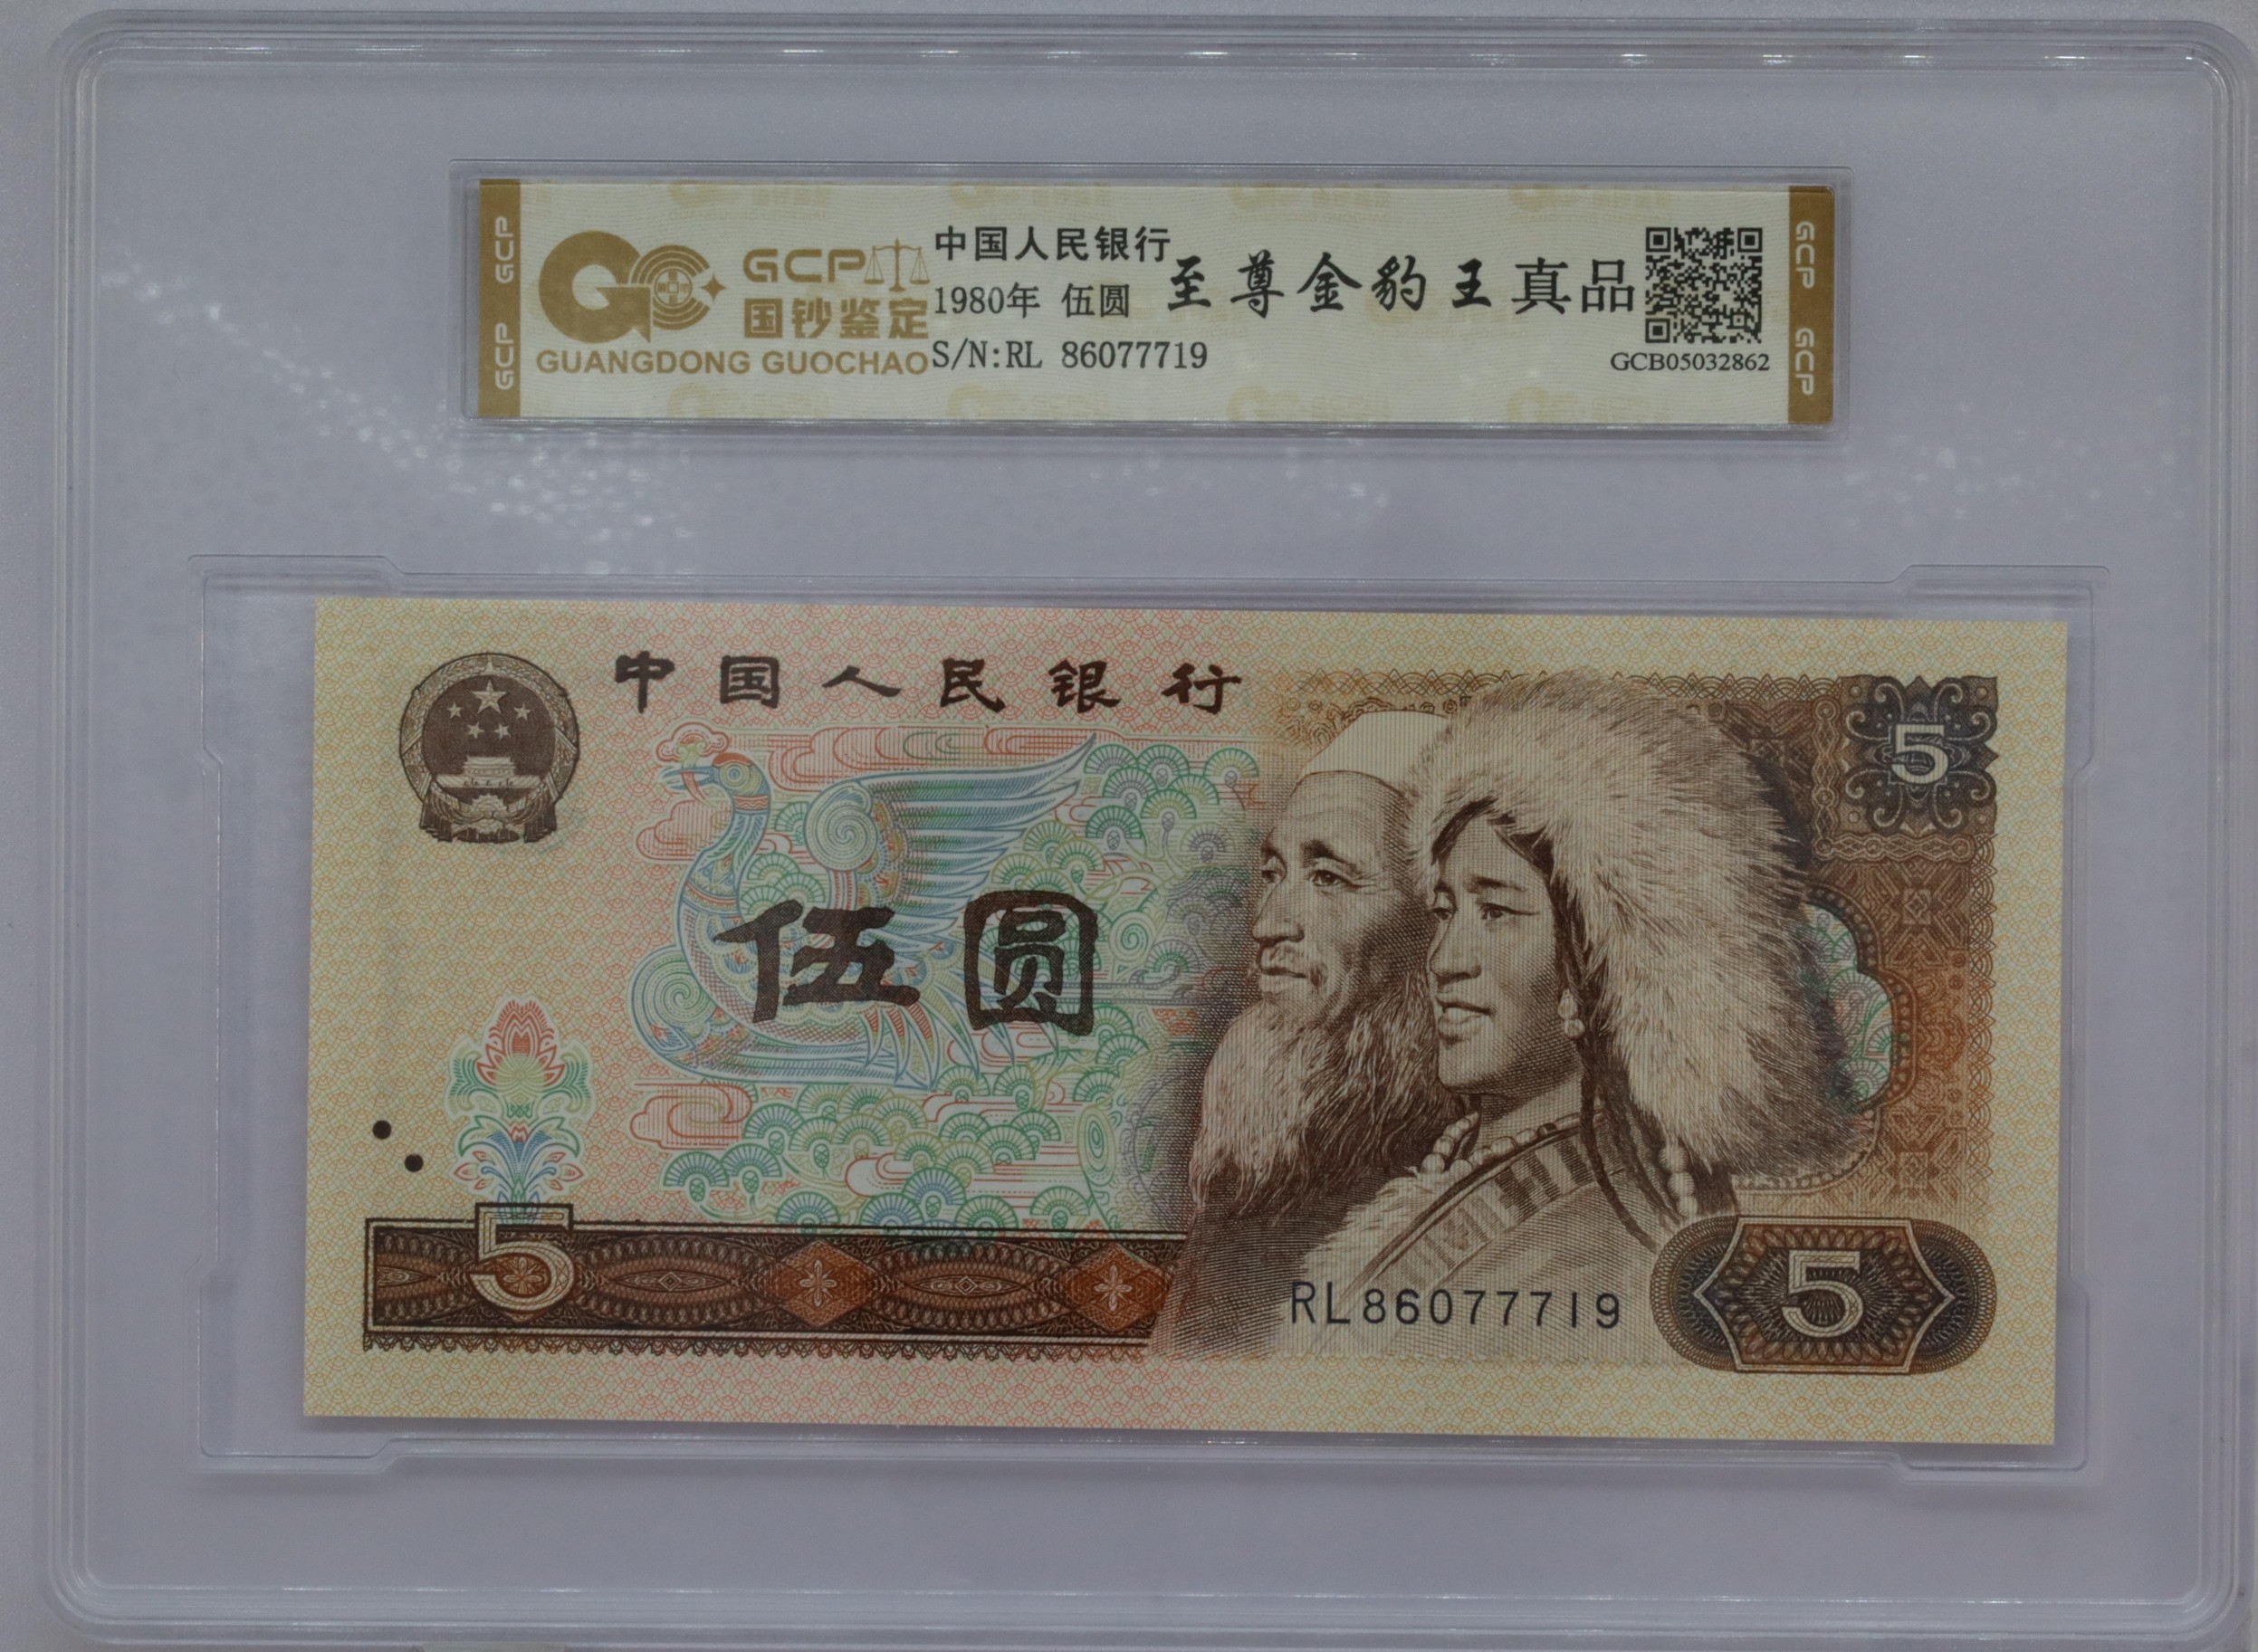 GCP GCP
GCP
国钞鉴定
GUANGDONG GUOCHAO
中国人民银行
1980年 伍圆
S/N:RL 86077719
至尊金豹王真品
GCB05032862
GCP GCP
中国人民银行
5
伍圆
5
RL86077719
5